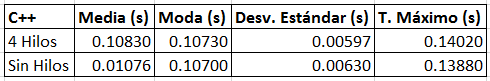 C++ Media (s) Moda (s) Desv. Estándar (s) T. Máximo (s)
4 Hilos 0.10830 0.10730 0.00597 0.14020
Sin Hilos 0.01076 0.10700 0.00630 0.13880